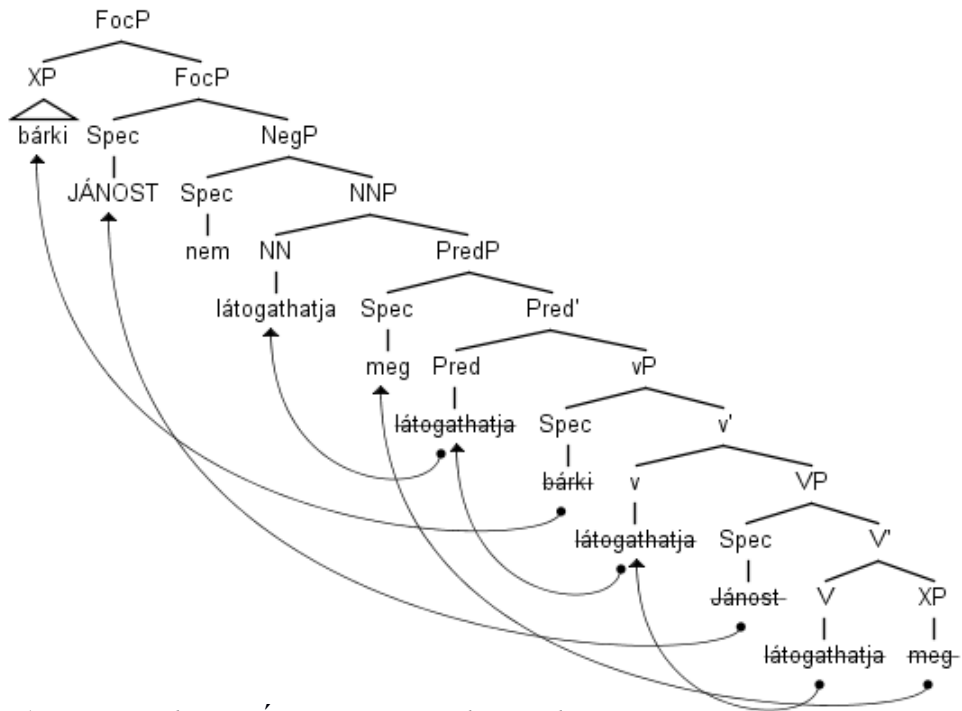 FocP
XP FocP
bárki Spec NegP
JÁNOST Spec NNP
nem NN PredP
látogathatja Spec Pred'
meg Pred vP
látogathatja Spec v'
bárki v VP
látogathatja Spec V'
Jánost V XP
látogathatja meg